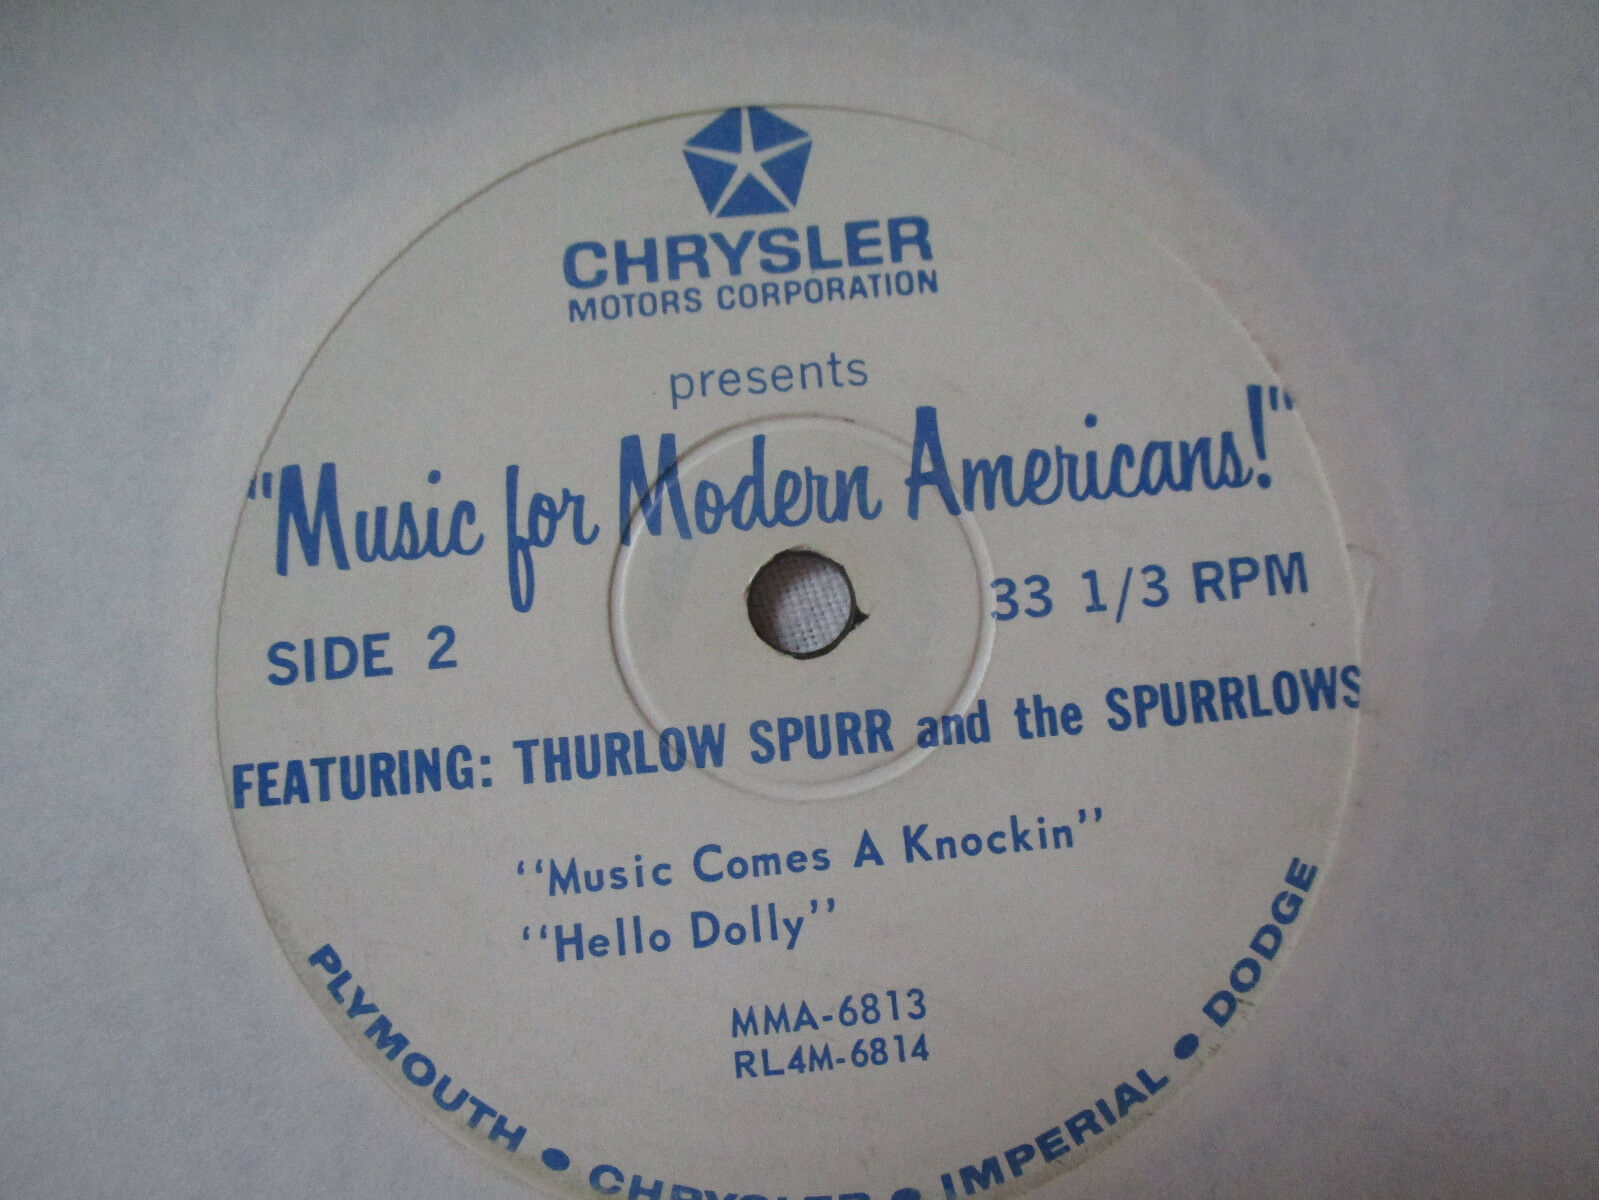 CHRYSLER
MOTORS CORPORATION
presents
"Music for Modern Americans!"
SIDE 2
33 1/3 RPM
FEATURING: THURLOW SPURR and the SPURRLOWS
‘‘Music Comes A Knockin’’
‘‘Hello Dolly’’
MMA-6813
RL4M-6814
PLYMOUTH • CHRYSLER • IMPERIAL • DODGE